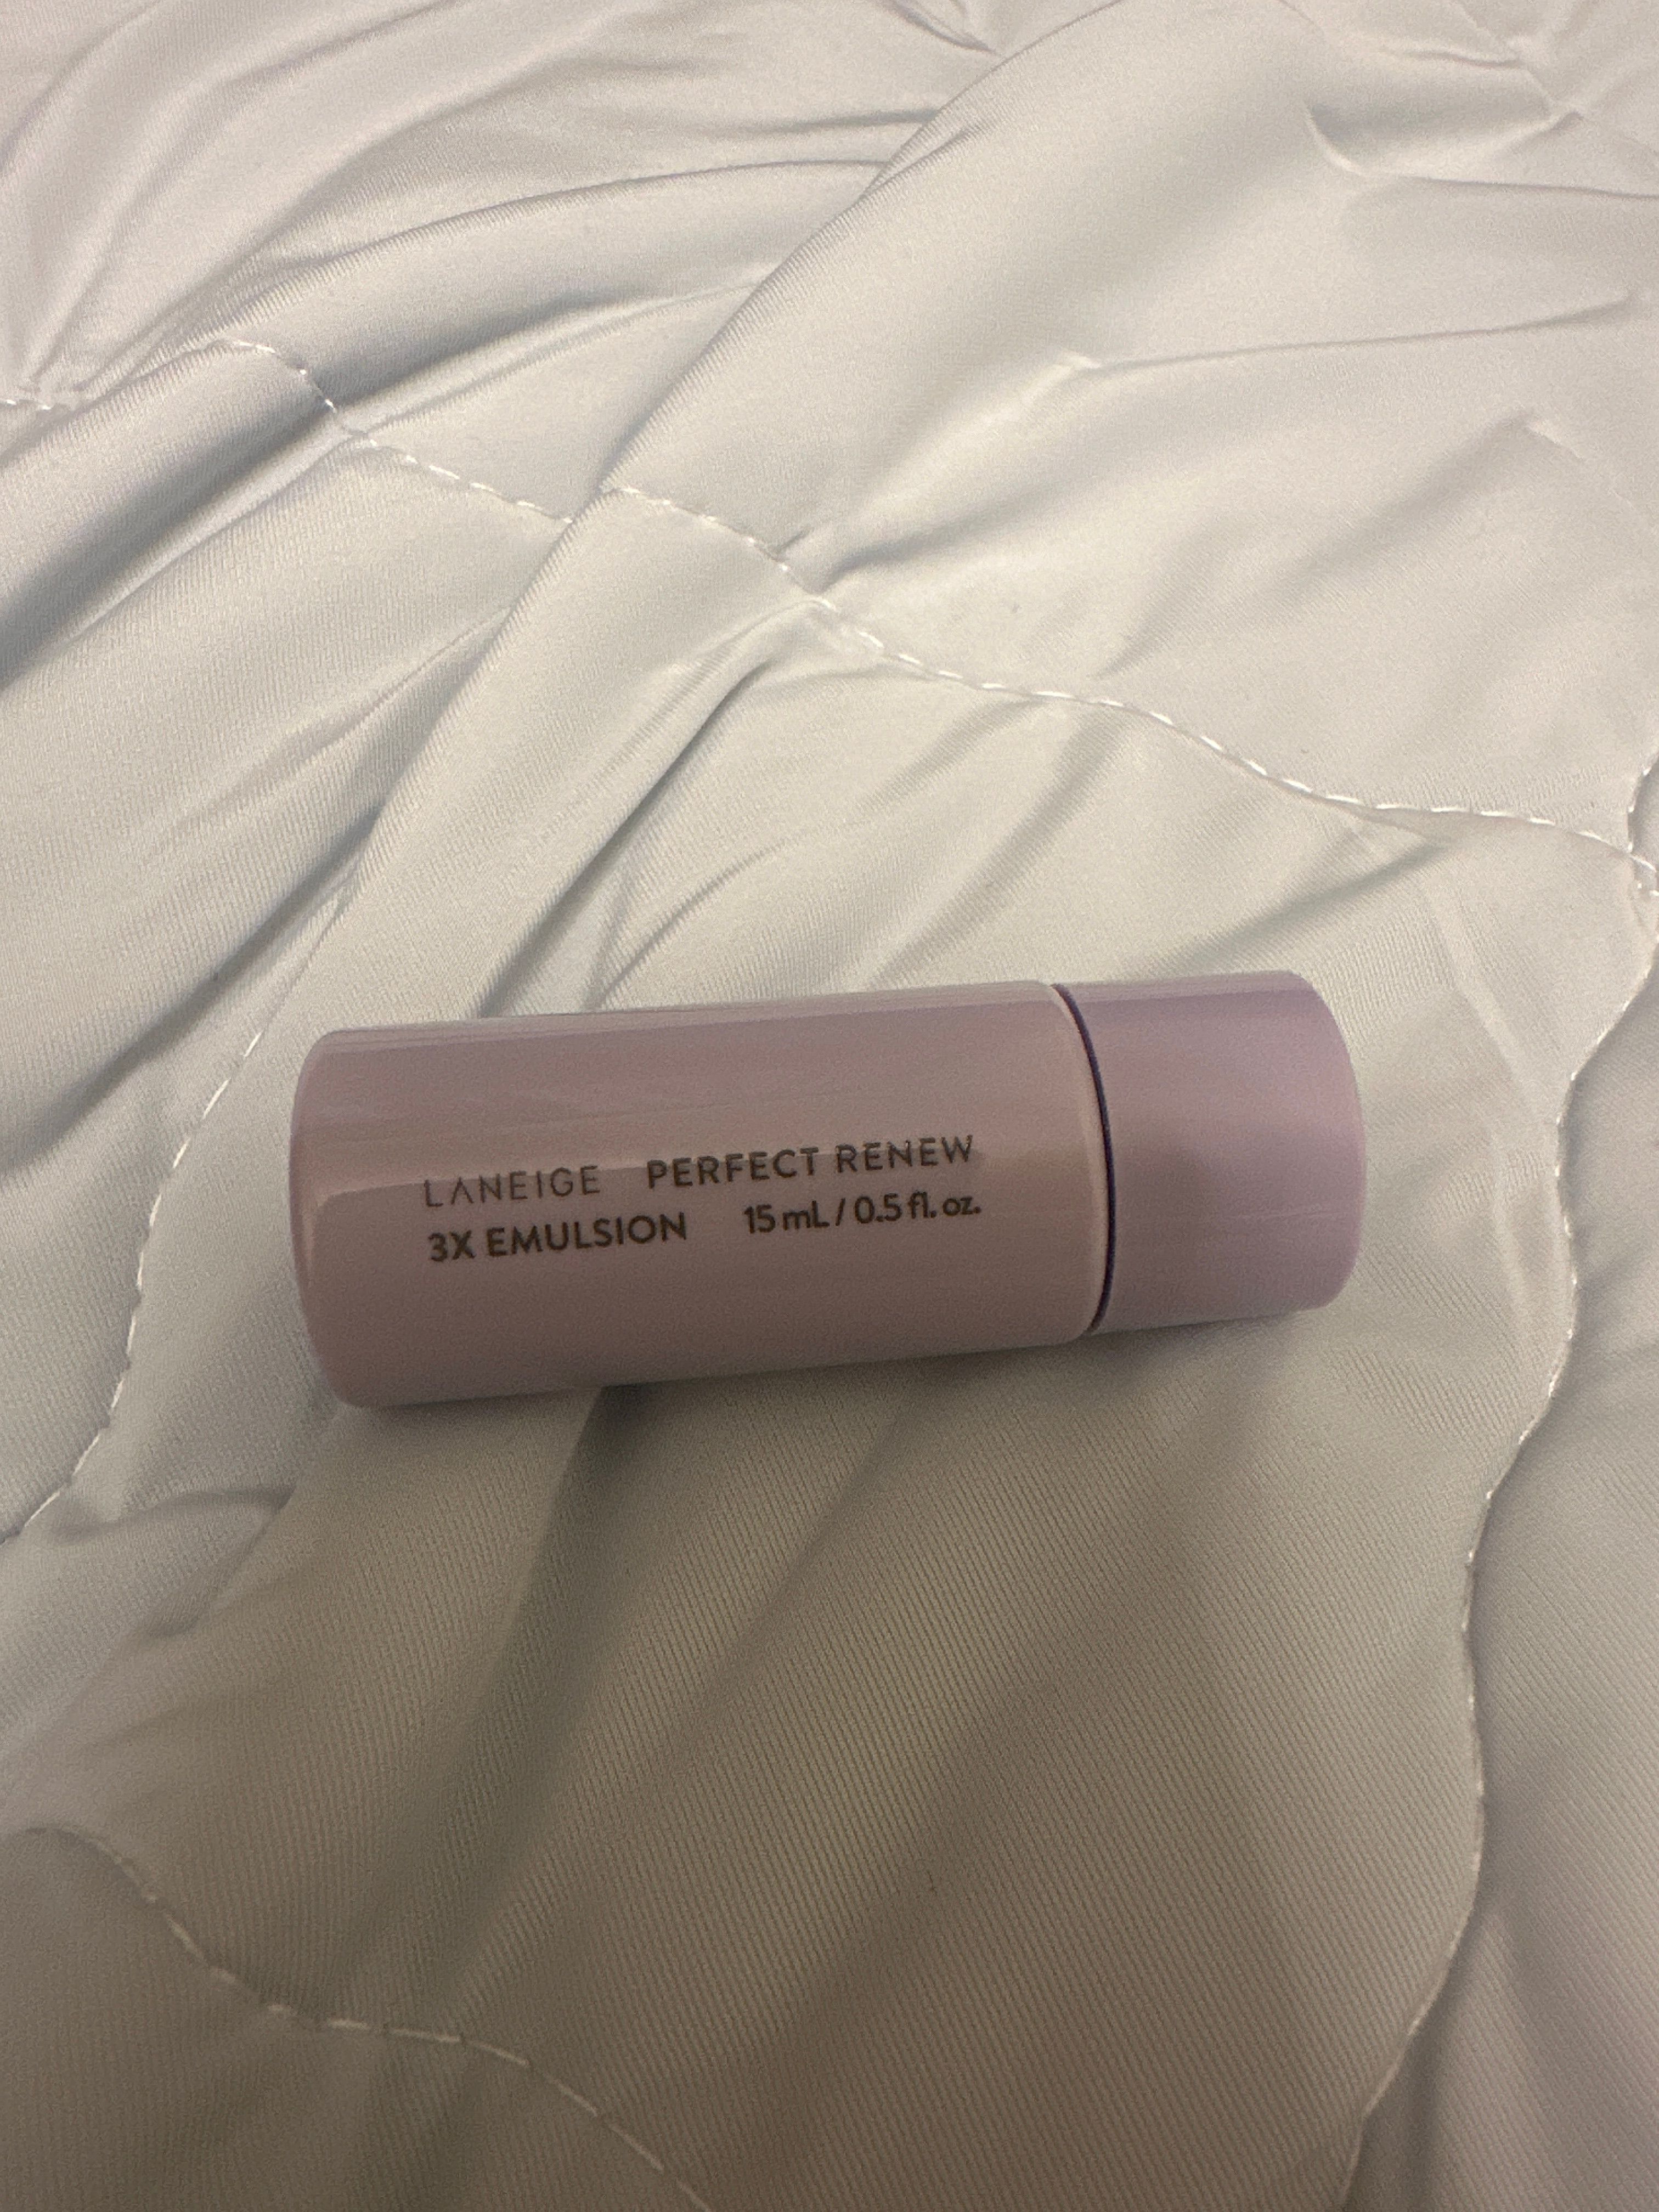 LANEIGE PERFECT RENEW
3X EMULSION 15 mL / 0.5 fl. oz.